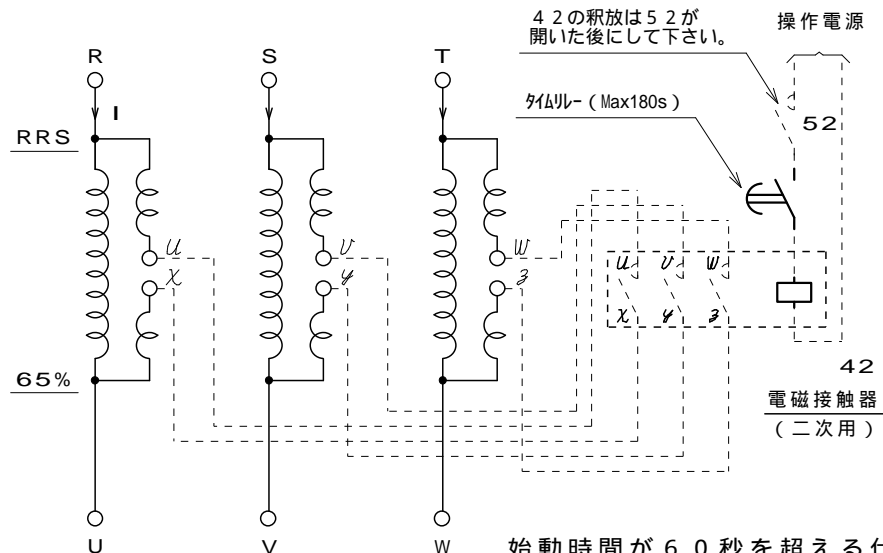 42の釈放は52が
開いた後にして下さい。
操作電源
R
S
T
タイムリレー(Max180s)
I
RRS
52
u
v
w
x
y
z
u
v
w
x
y
z
65%
42
電磁接触器
(二次用)
U
V
W
始動時間が60秒を超える仕